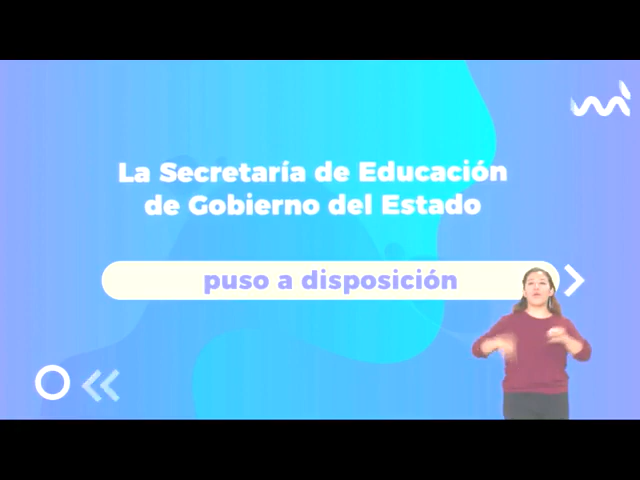 La Secretaría de Educación
de Gobierno del Estado
puso a disposición